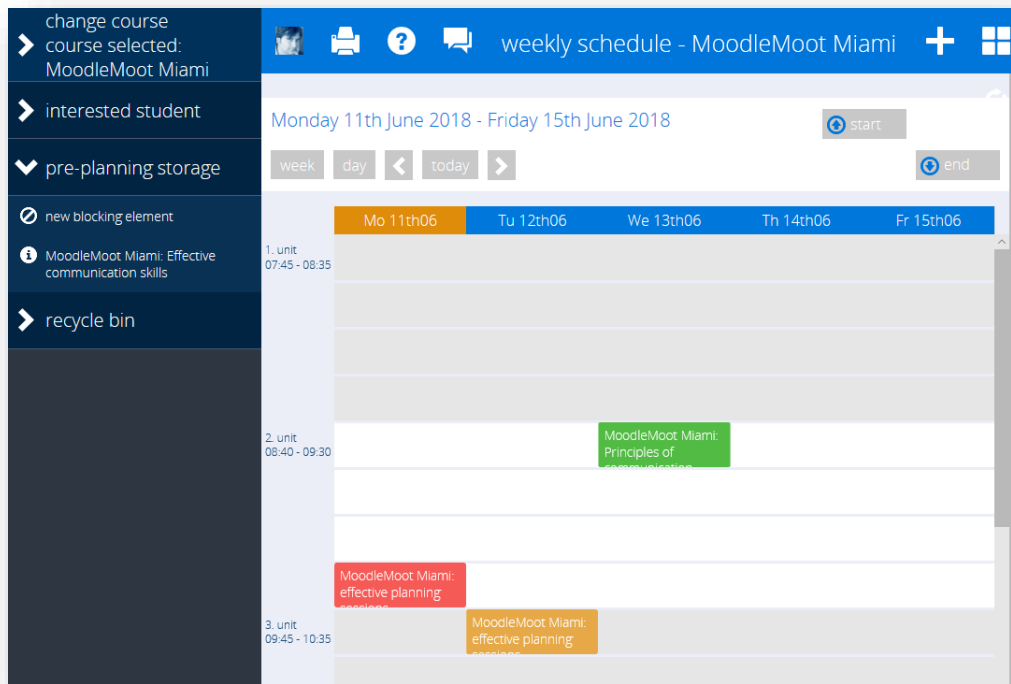 change course
course selected:
MoodleMoot Miami
interested student
pre-planning storage
new blocking element
MoodleMoot Miami: Effective
communication skills
recycle bin
weekly schedule - MoodleMoot Miami
Monday 11th June 2018 - Friday 15th June 2018
start
week
day
today
end
Mo 11th06
Tu 12th06
We 13th06
Th 14th06
Fr 15th06
1. unit
07:45 - 08:35
2. unit
08:40 - 09:30
MoodleMoot Miami:
Principles of
communication
MoodleMoot Miami:
effective planning
sessions
3. unit
09:45 - 10:35
MoodleMoot Miami:
effective planning
sessions